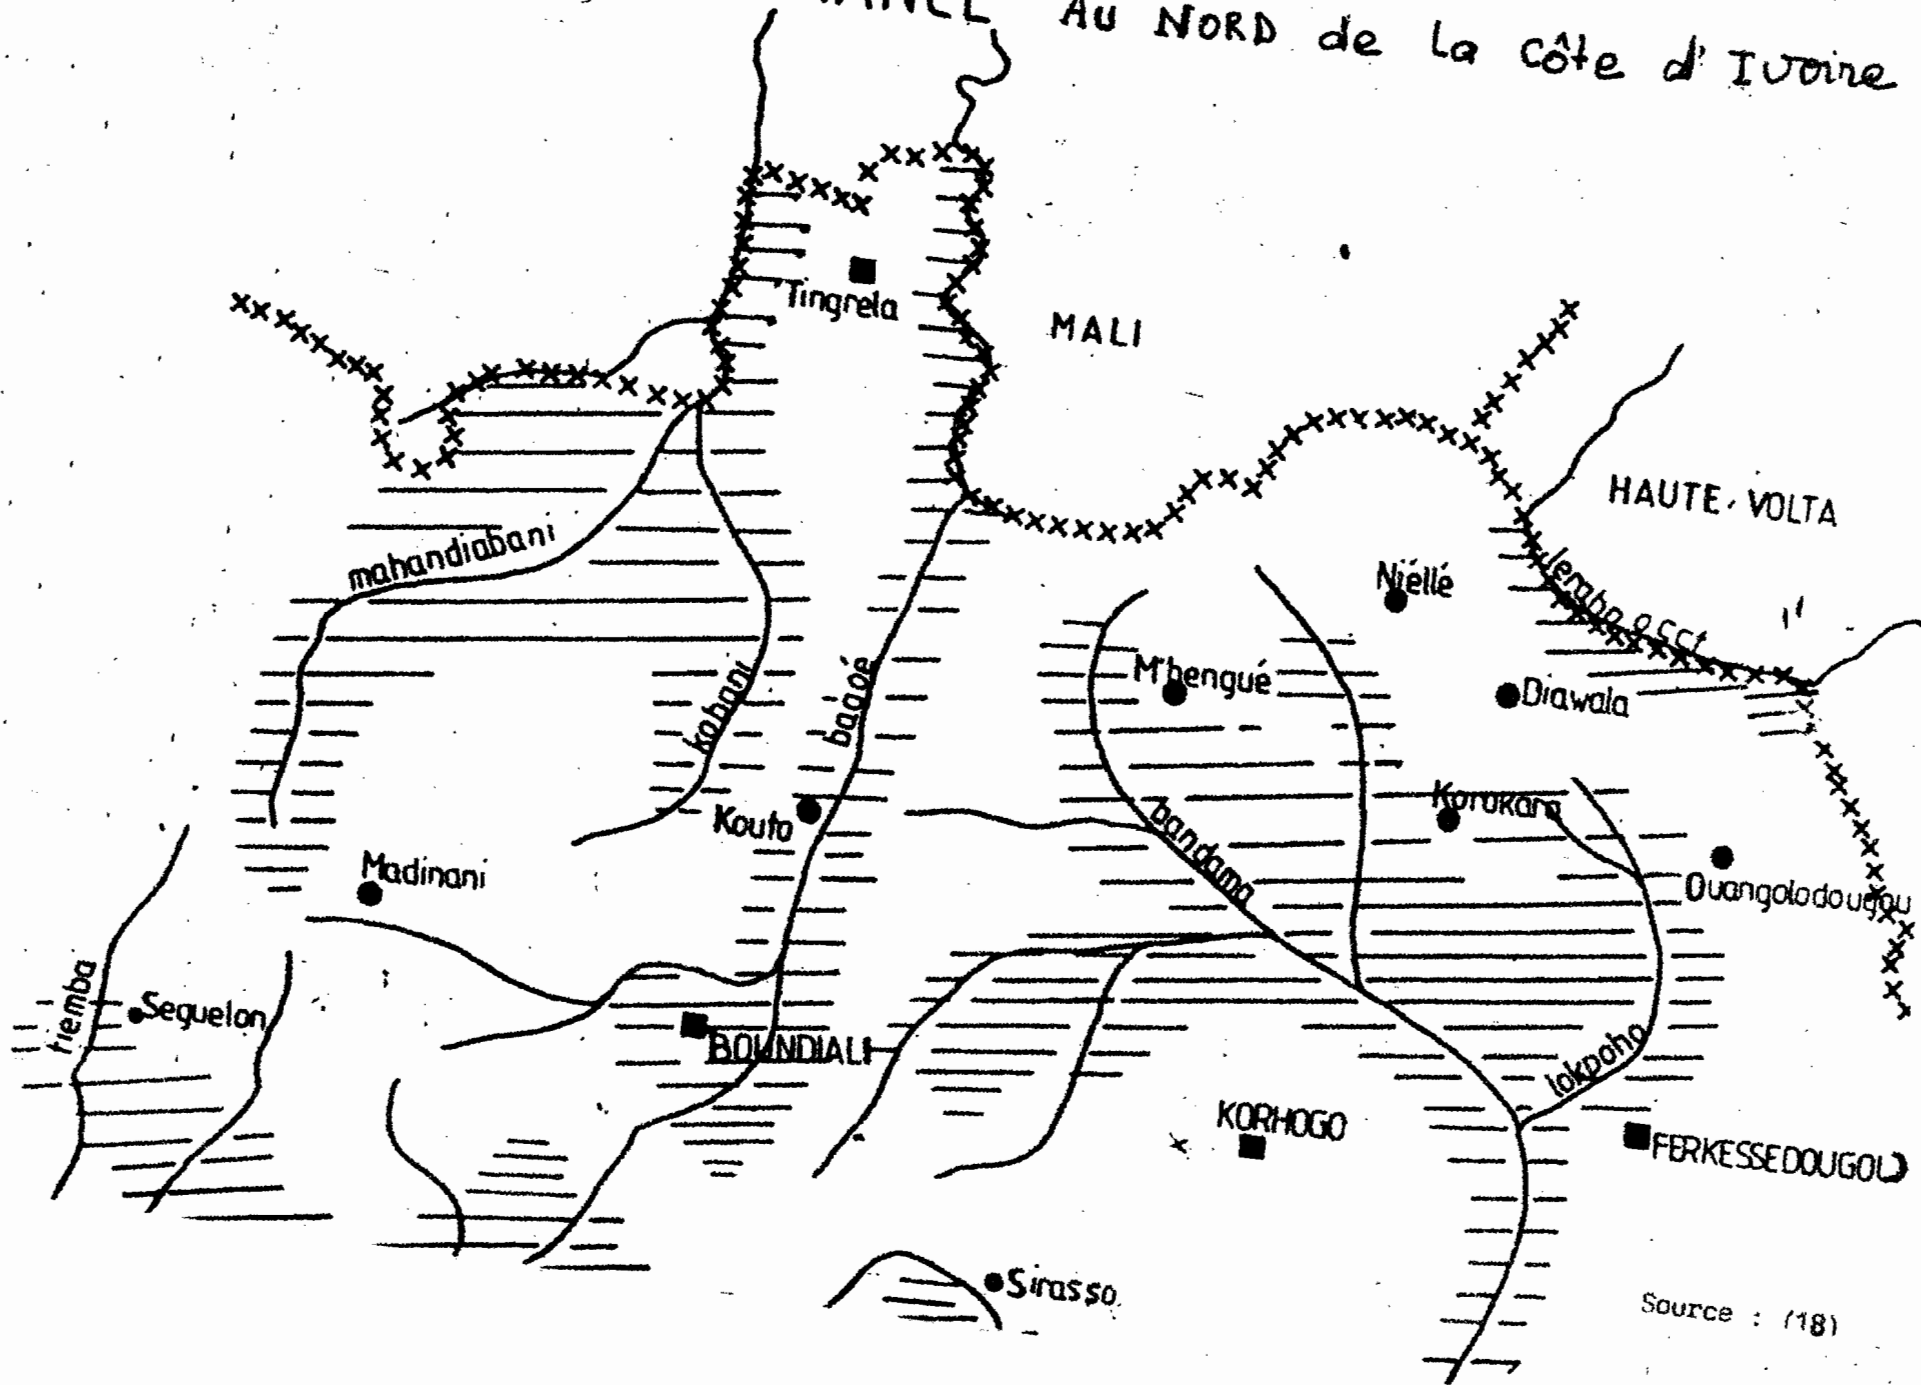 Au NORD de la Côte d'Ivoire
Tingrela
MALI
HAUTE-VOLTA
mahandiabani
Niéllé
M'bengué
Diawala
kobani
bagoé
Kouto
bandama
Korokara
Madinani
Ouangolodougou
tiemba
Seguelon
BOUNDIALI
lokpoho
KORHOGO
FERKESSEDOUGOU
Sirasso
Source : (18)